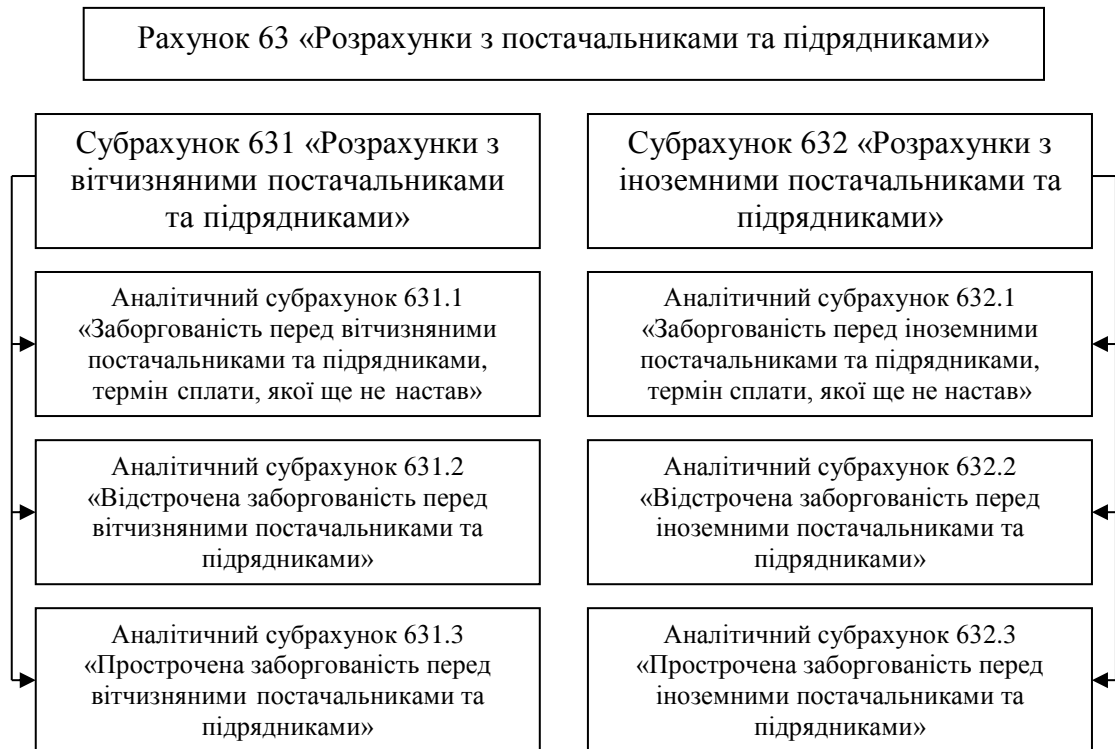 Рахунок 63 «Розрахунки з постачальниками та підрядниками»
Субрахунок 631 «Розрахунки з
вітчизняними постачальниками
та підрядниками»
Субрахунок 632 «Розрахунки з
іноземними постачальниками та
підрядниками»
Аналітичний субрахунок 631.1
«Заборгованість перед вітчизняними
постачальниками та підрядниками,
термін сплати, якої ще не настав»
Аналітичний субрахунок 632.1
«Заборгованість перед іноземними
постачальниками та підрядниками,
термін сплати, якої ще не настав»
Аналітичний субрахунок 631.2
«Відстрочена заборгованість перед
вітчизняними постачальниками та
підрядниками»
Аналітичний субрахунок 632.2
«Відстрочена заборгованість перед
іноземними постачальниками та
підрядниками»
Аналітичний субрахунок 631.3
«Прострочена заборгованість перед
вітчизняними постачальниками та
підрядниками»
Аналітичний субрахунок 632.3
«Прострочена заборгованість перед
іноземними постачальниками та
підрядниками»